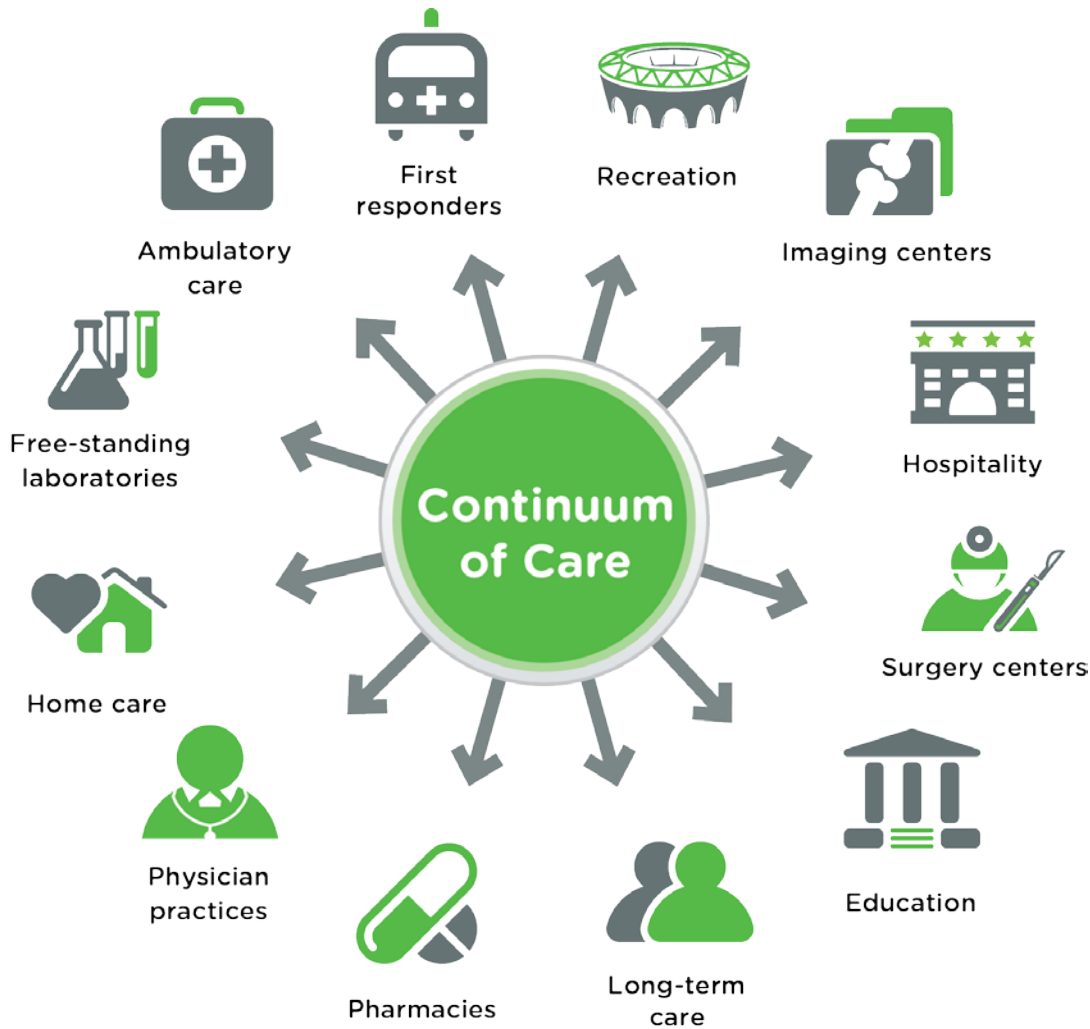 First
responders
Recreation
Imaging centers
Ambulatory
care
Hospitality
Free-standing
laboratories
Continuum
of Care
Surgery centers
Home care
Education
Physician
practices
Pharmacies
Long-term
care